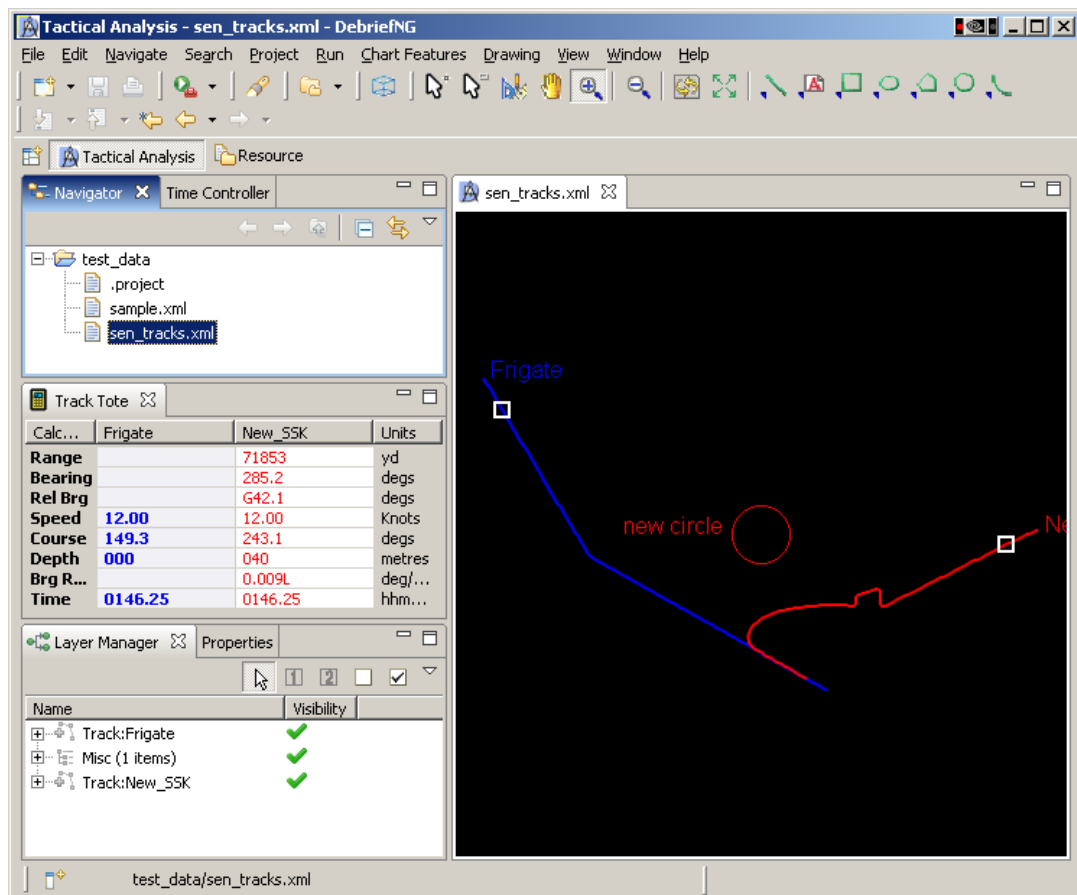 Tactical Analysis - sen_tracks.xml - DebriefNG
File Edit Navigate Search Project Run Chart Features Drawing View Window Help
Tactical Analysis Resource
Navigator Time Controller
test_data
.project
sample.xml
sen_tracks.xml
Track Tote
Calc... Frigate New_SSK Units
Range 71853 yd
Bearing 285.2 degs
Rel Brg G42.1 degs
Speed 12.00 12.00 Knots
Course 149.3 243.1 degs
Depth 000 040 metres
Brg R... 0.009L deg/...
Time 0146.25 0146.25 hhm...
Layer Manager Properties
1 2
Name Visibility
Track:Frigate
Misc (1 items)
Track:New_SSK
sen_tracks.xml
Frigate
new circle
Ne
test_data/sen_tracks.xml